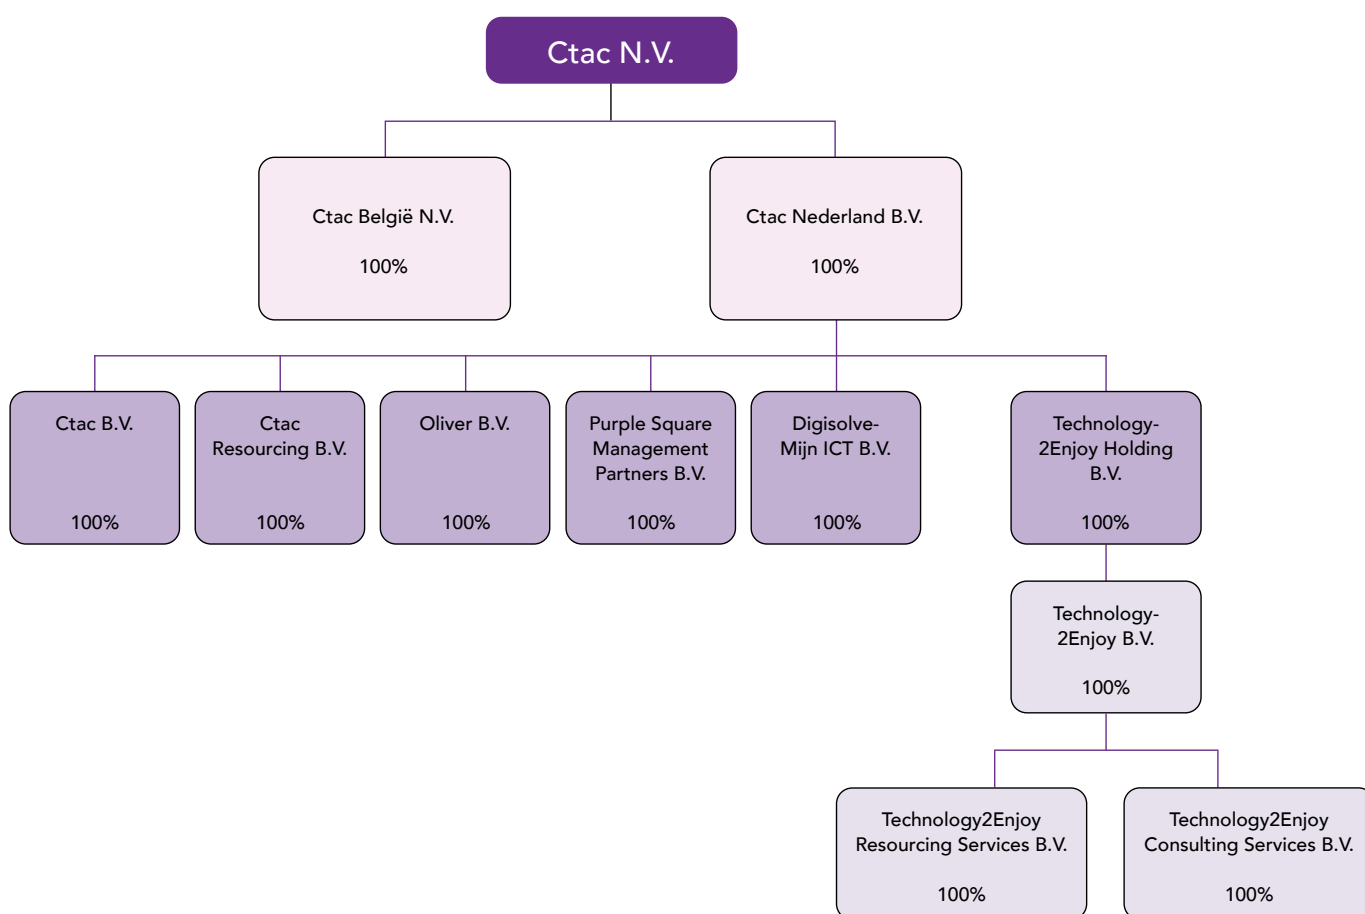 Ctac N.V.
Ctac België N.V.
100%
Ctac Nederland B.V.
100%
Ctac B.V.
100%
Ctac
Resourcing B.V.
100%
Oliver B.V.
100%
Purple Square
Management
Partners B.V.
100%
Digisolve-
Mijn ICT B.V.
100%
Technology-
2Enjoy Holding
B.V.
100%
Technology-
2Enjoy B.V.
100%
Technology2Enjoy
Resourcing Services B.V.
100%
Technology2Enjoy
Consulting Services B.V.
100%